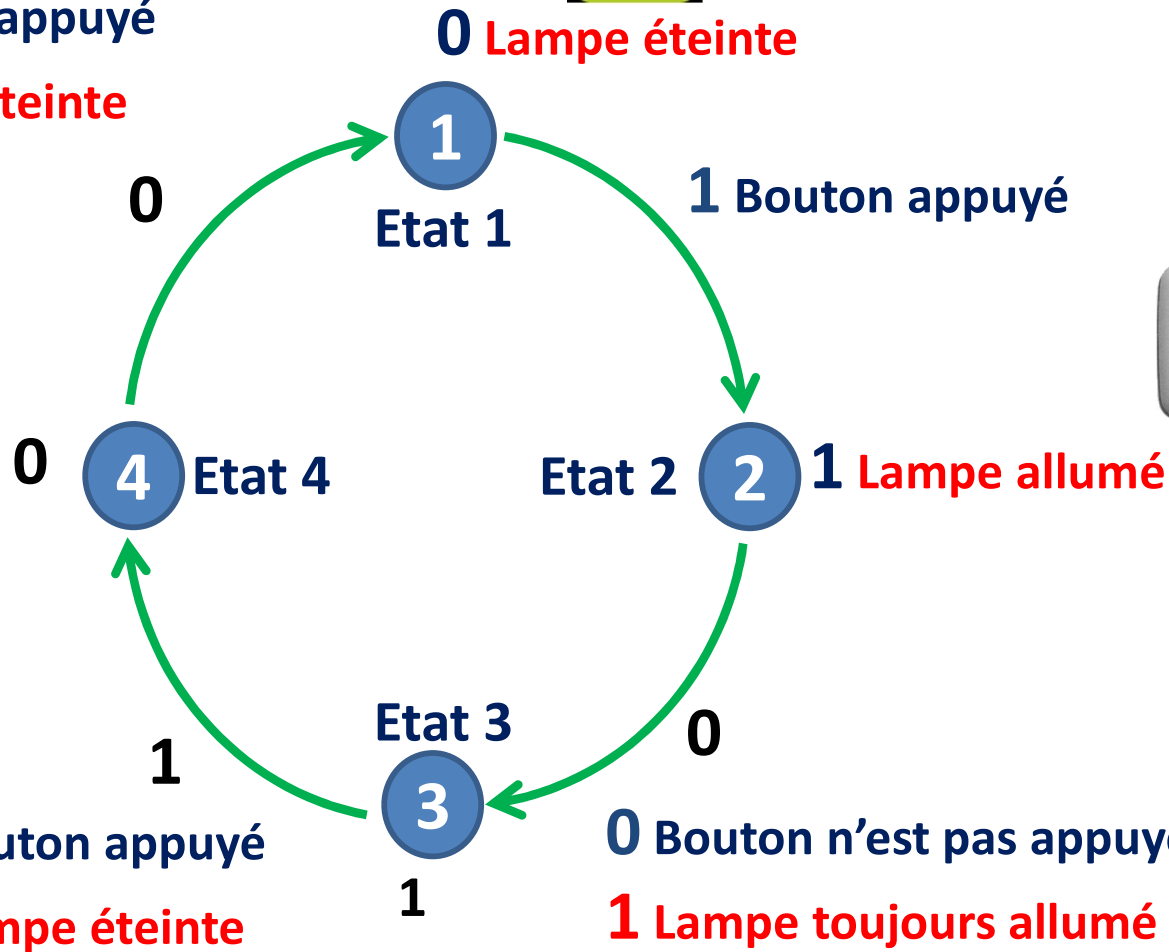 appuyé
0 Lampe éteinte
teinte
1
0
1 Bouton appuyé
Etat 1
0
4
Etat 4
Etat 2
2
1 Lampe allumé
Etat 3
0
1
3
0 Bouton n’est pas appuyé
uton appuyé
1
1 Lampe toujours allumé
mpe éteinte